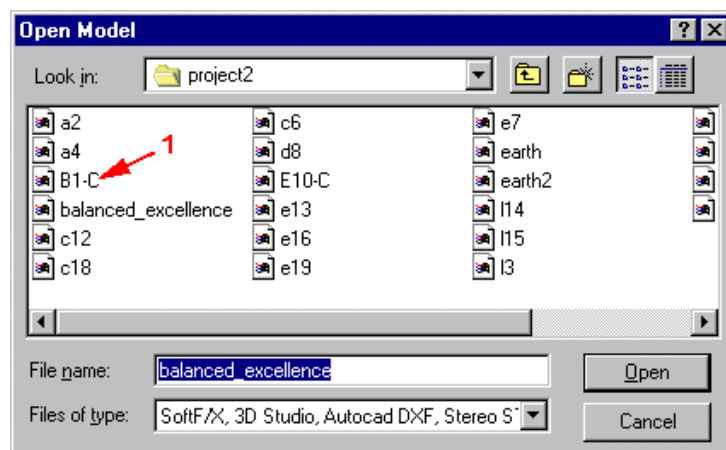 Open Model
Look in: project2
a2 c6 e7
a4 1 d8 earth
B1-C E10-C earth2
balanced_excellence e13 l14
c12 e16 l15
c18 e19 l3
File name: balanced_excellence Open
Files of type: SoftF/X, 3D Studio, Autocad DXF, Stereo S Cancel